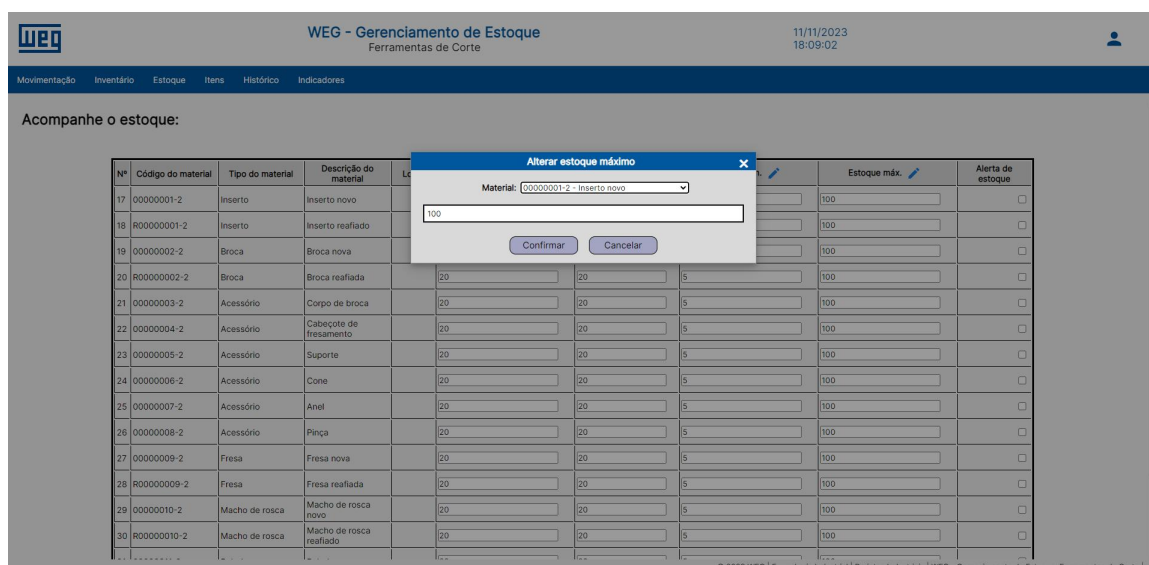 WEG
WEG - Gerenciamento de Estoque
Ferramentas de Corte
11/11/2023
18:09:02
Movimentação Inventário Estoque Itens Histórico Indicadores
Acompanhe o estoque:
Alterar estoque máximo
Material: 00000001-2 - Inserto novo
100
Confirmar Cancelar
Nº Código do material Tipo do material Descrição do material Estoque máx. Alerta de estoque
17 00000001-2 Inserto Inserto novo 100
18 R00000001-2 Inserto Inserto reafiado 100
19 00000002-2 Broca Broca nova 100
20 R00000002-2 Broca Broca reafiada 20 20 5 100
21 00000003-2 Acessório Corpo de broca 20 20 5 100
22 00000004-2 Acessório Cabeçote de fresamento 20 20 5 100
23 00000005-2 Acessório Suporte 20 20 5 100
24 00000006-2 Acessório Cone 20 20 5 100
25 00000007-2 Acessório Anel 20 20 5 100
26 00000008-2 Acessório Pinça 20 20 5 100
27 00000009-2 Fresa Fresa nova 20 20 5 100
28 R00000009-2 Fresa Fresa reafiada 20 20 5 100
29 00000010-2 Macho de rosca Macho de rosca novo 20 20 5 100
30 R00000010-2 Macho de rosca Macho de rosca reafiado 20 20 5 100